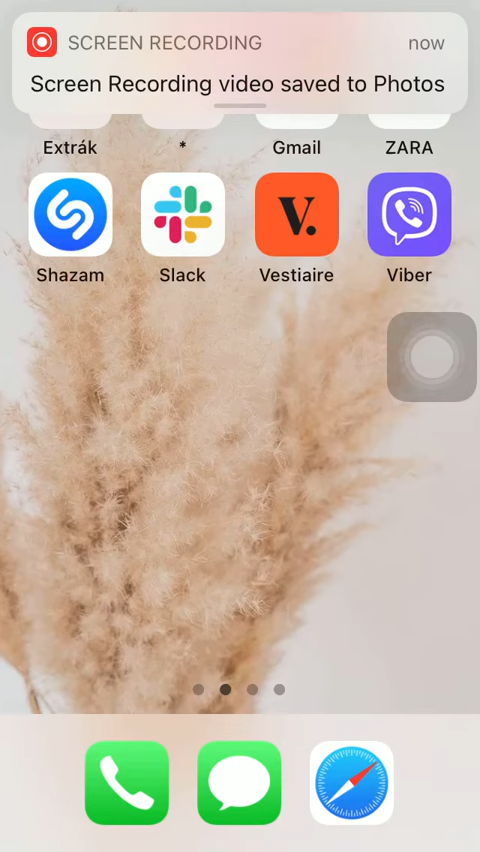 SCREEN RECORDING now
Screen Recording video saved to Photos
Extrák * Gmail ZARA
V.
Shazam Slack Vestiaire Viber